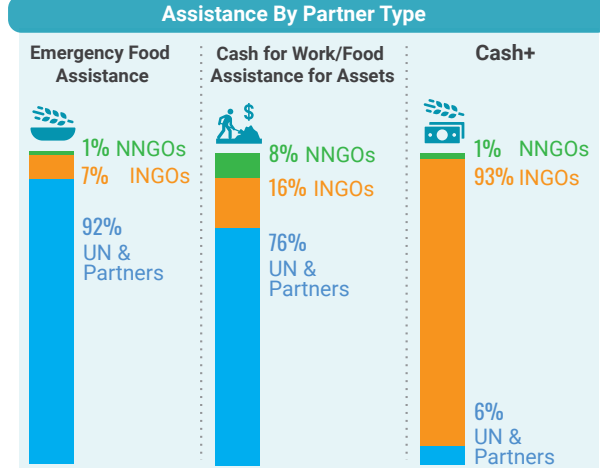 Assistance By Partner Type
Emergency Food
Assistance
1% NNGOs
7% INGOs
92%
UN &
Partners
Cash for Work/Food
Assistance for Assets
$
8% NNGOs
16% INGOs
76%
UN &
Partners
Cash+
1% NNGOs
93% INGOs
6%
UN &
Partners